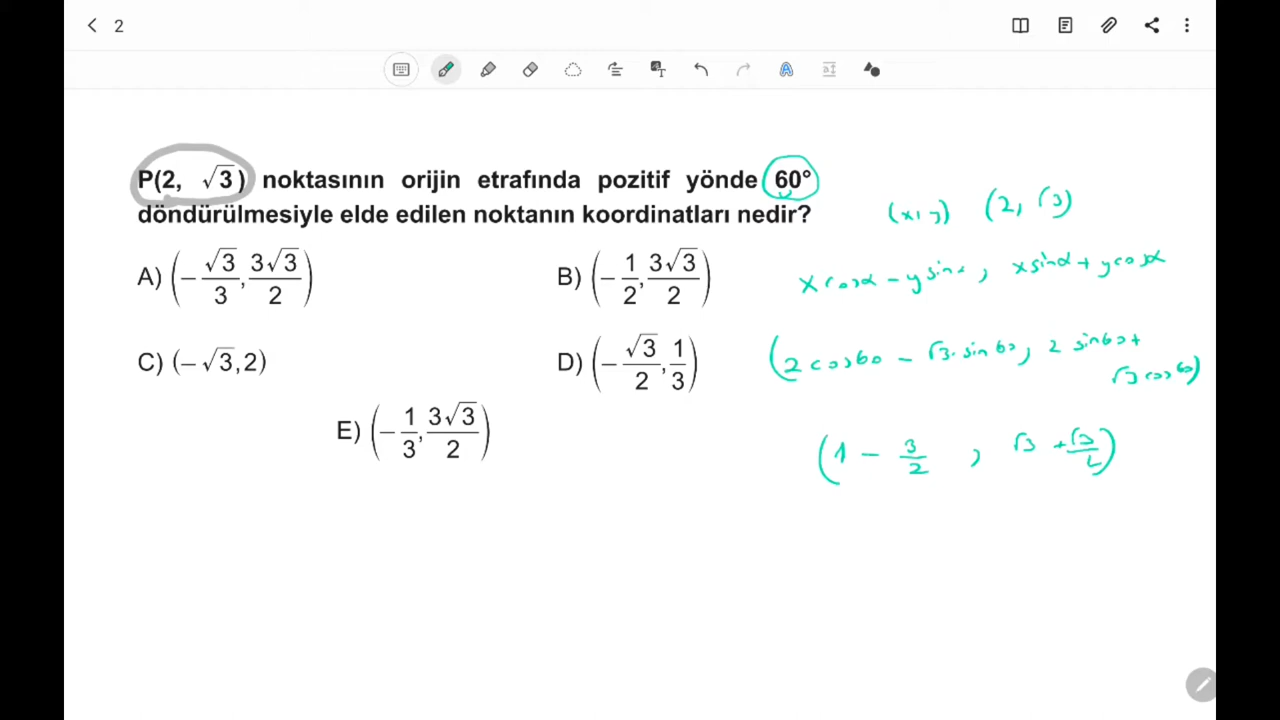 2
P(2, √3) noktasının orijin etrafında pozitif yönde 60°
döndürülmesiyle elde edilen noktanın koordinatları nedir?
A) (-√3/3, 3√3/2)
B) (-1/2, 3√3/2)
C) (-√3, 2)
D) (-√3/2, 1/3)
E) (-1/3, 3√3/2)
(x, y) (2, √3)
x cosα - y sinα, x sinα + y cosα
(2 cos60 - √3. sin 60, 2 sin60 +
√3 cos60)
(1 - 3/2, √3 + √3/2)